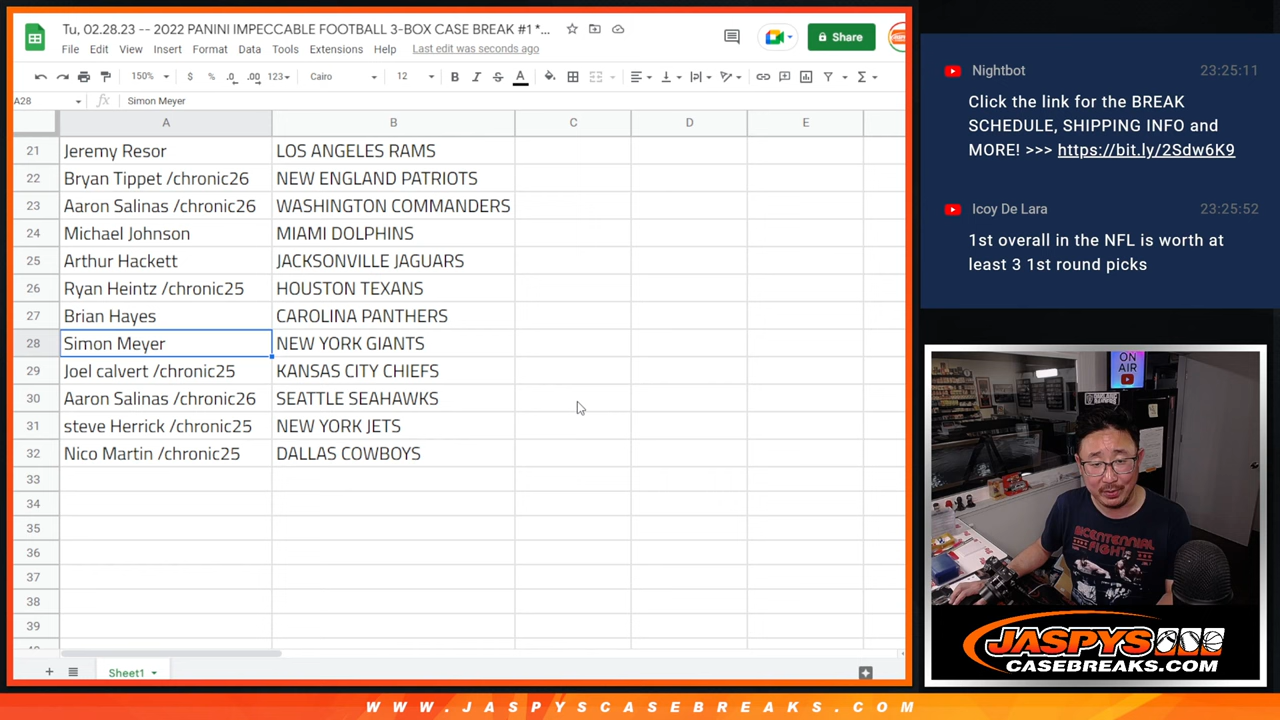 Tu, 02.28.23 -- 2022 PANINI IMPECCABLE FOOTBALL 3-BOX CASE BREAK #1 *...
File Edit View Insert Format Data Tools Extensions Help Last edit was seconds ago
Share
150% $ % .0 .00 123 Cairo 12 B I S A
A28 fx Simon Meyer
A B C D E
21 Jeremy Resor LOS ANGELES RAMS
22 Bryan Tippet /chronic26 NEW ENGLAND PATRIOTS
23 Aaron Salinas /chronic26 WASHINGTON COMMANDERS
24 Michael Johnson MIAMI DOLPHINS
25 Arthur Hackett JACKSONVILLE JAGUARS
26 Ryan Heintz /chronic25 HOUSTON TEXANS
27 Brian Hayes CAROLINA PANTHERS
28 Simon Meyer NEW YORK GIANTS
29 Joel calvert /chronic25 KANSAS CITY CHIEFS
30 Aaron Salinas /chronic26 SEATTLE SEAHAWKS
31 steve Herrick /chronic25 NEW YORK JETS
32 Nico Martin /chronic25 DALLAS COWBOYS
33
34
35
36
37
38
39
Sheet1
Nightbot 23:25:11
Click the link for the BREAK
SCHEDULE, SHIPPING INFO and
MORE! >>> https://bit.ly/2Sdw6K9
Icoy De Lara 23:25:52
1st overall in the NFL is worth at
least 3 1st round picks
ON
AIR
BICENTENNIAL
FIGHT
JASPYS
CASEBREAKS.COM
WWW.JASPYSCASEBREAKS.COM